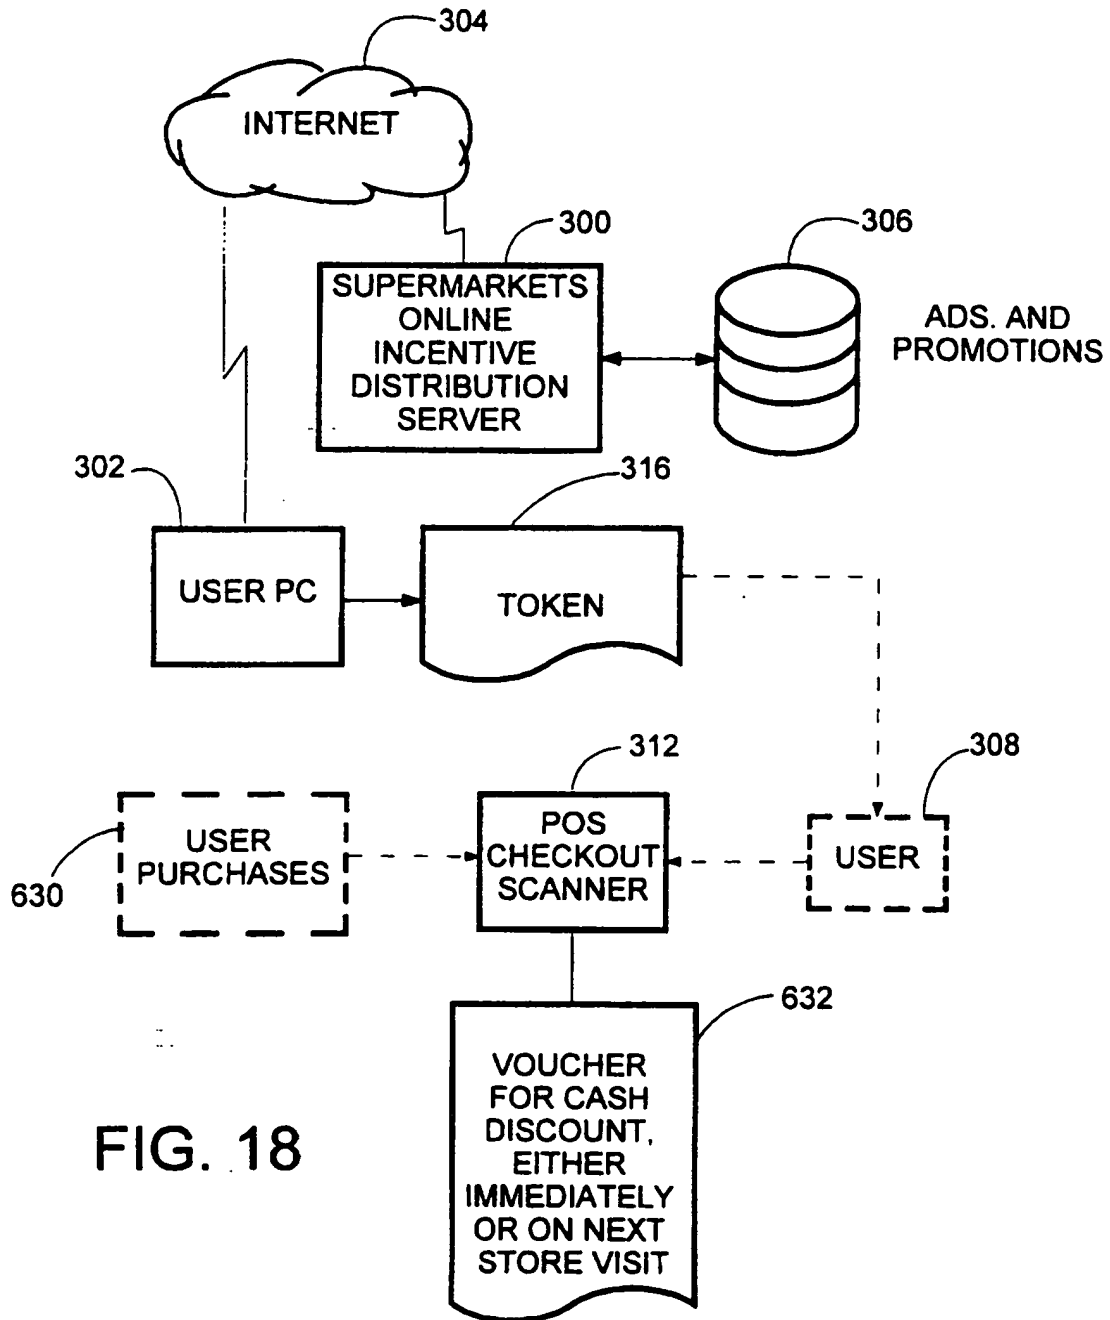 304
INTERNET
300
306
SUPERMARKETS
ONLINE
INCENTIVE
DISTRIBUTION
SERVER
ADS. AND
PROMOTIONS
302
316
USER PC
TOKEN
312
308
USER
PURCHASES
POS
CHECKOUT
SCANNER
USER
630
632
VOUCHER
FOR CASH
DISCOUNT,
EITHER
IMMEDIATELY
OR ON NEXT
STORE VISIT
FIG. 18